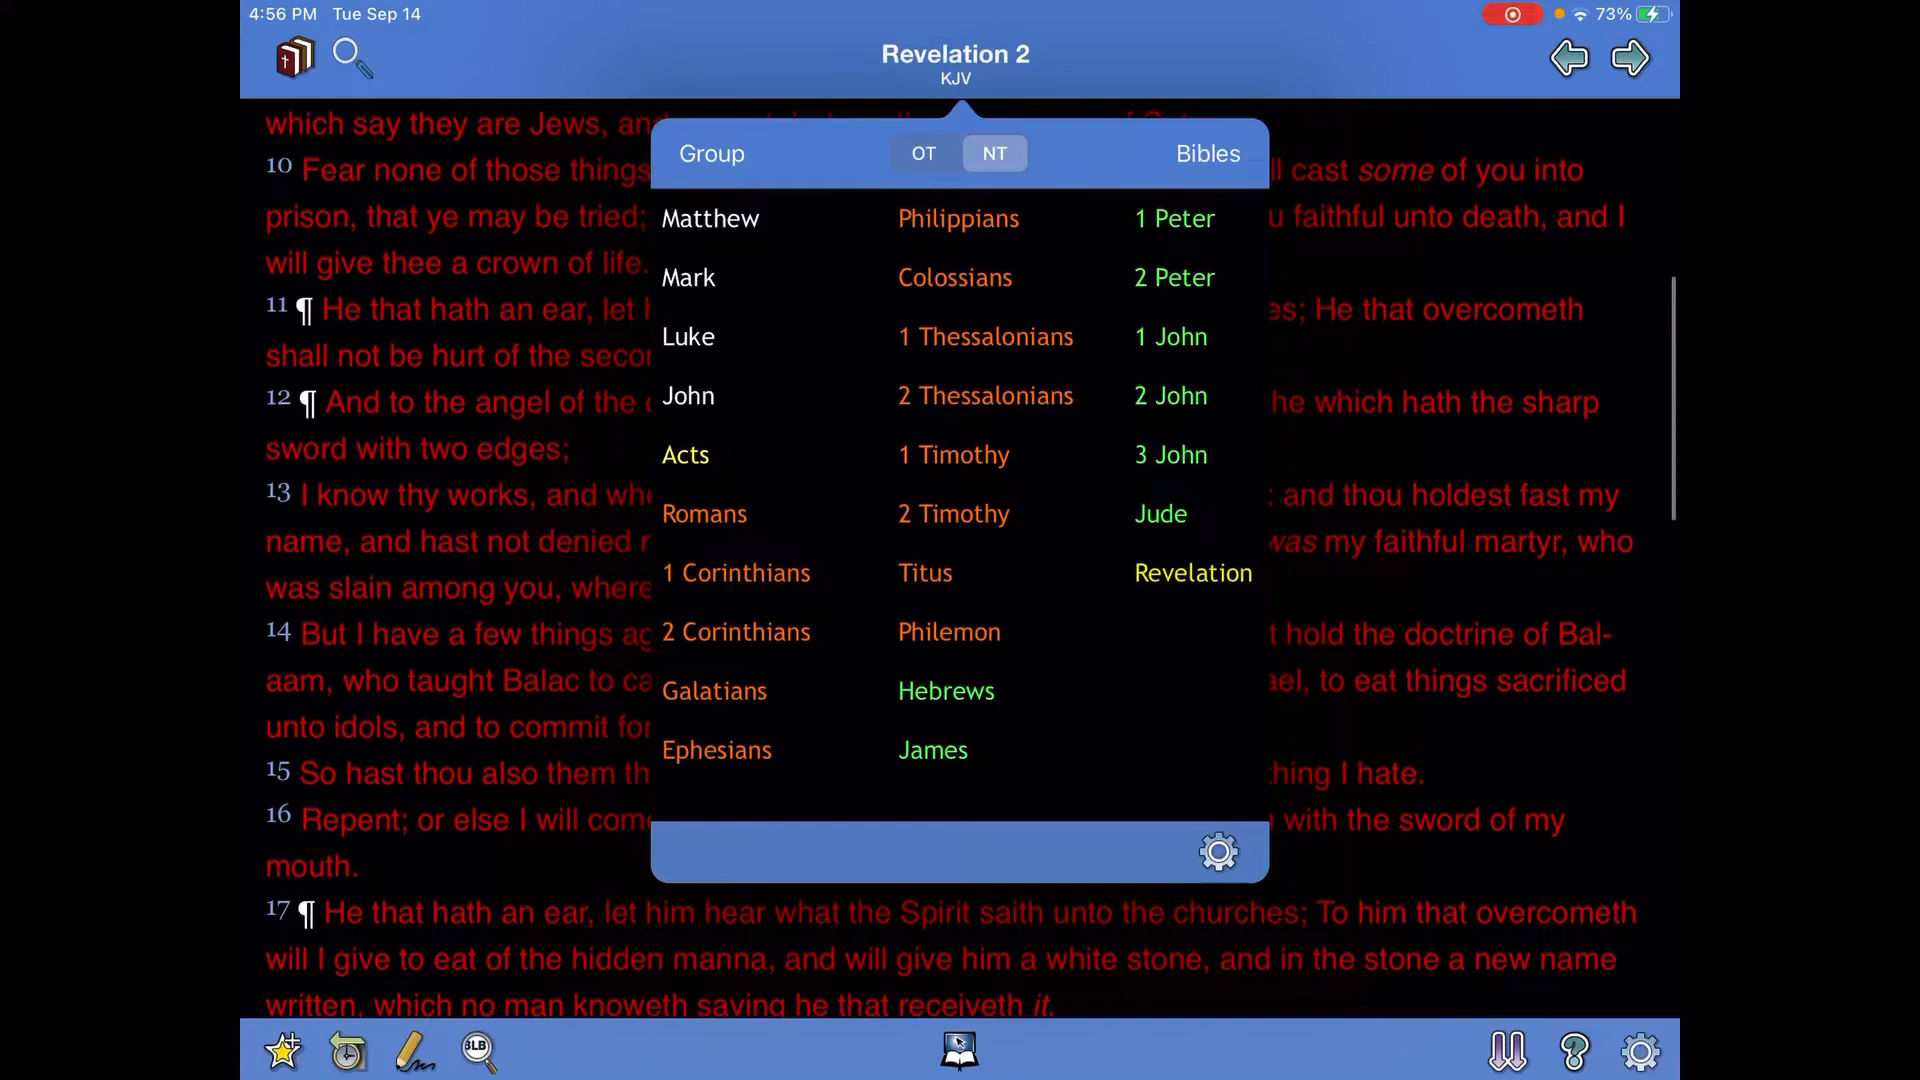 4:56 PM Tue Sep 14
73%
Revelation 2
KJV
which say they are Jews, and
Group OT NT Bibles
10 Fear none of those things
ll cast some of you into
prison, that ye may be tried;
u faithful unto death, and I
will give thee a crown of life.
11 ¶ He that hath an ear, let h
es; He that overcometh
shall not be hurt of the secon
12 ¶ And to the angel of the c
he which hath the sharp
sword with two edges;
13 I know thy works, and whe
: and thou holdest fast my
name, and hast not denied m
was my faithful martyr, who
was slain among you, where
14 But I have a few things ag
t hold the doctrine of Bal-
aam, who taught Balac to ca
ael, to eat things sacrificed
unto idols, and to commit for
15 So hast thou also them th
thing I hate.
16 Repent; or else I will come
with the sword of my
mouth.
17 ¶ He that hath an ear, let him hear what the Spirit saith unto the churches; To him that overcometh
will I give to eat of the hidden manna, and will give him a white stone, and in the stone a new name
written, which no man knoweth saving he that receiveth it.
Matthew
Mark
Luke
John
Acts
Romans
1 Corinthians
2 Corinthians
Galatians
Ephesians
Philippians
Colossians
1 Thessalonians
2 Thessalonians
1 Timothy
2 Timothy
Titus
Philemon
Hebrews
James
1 Peter
2 Peter
1 John
2 John
3 John
Jude
Revelation
BLB